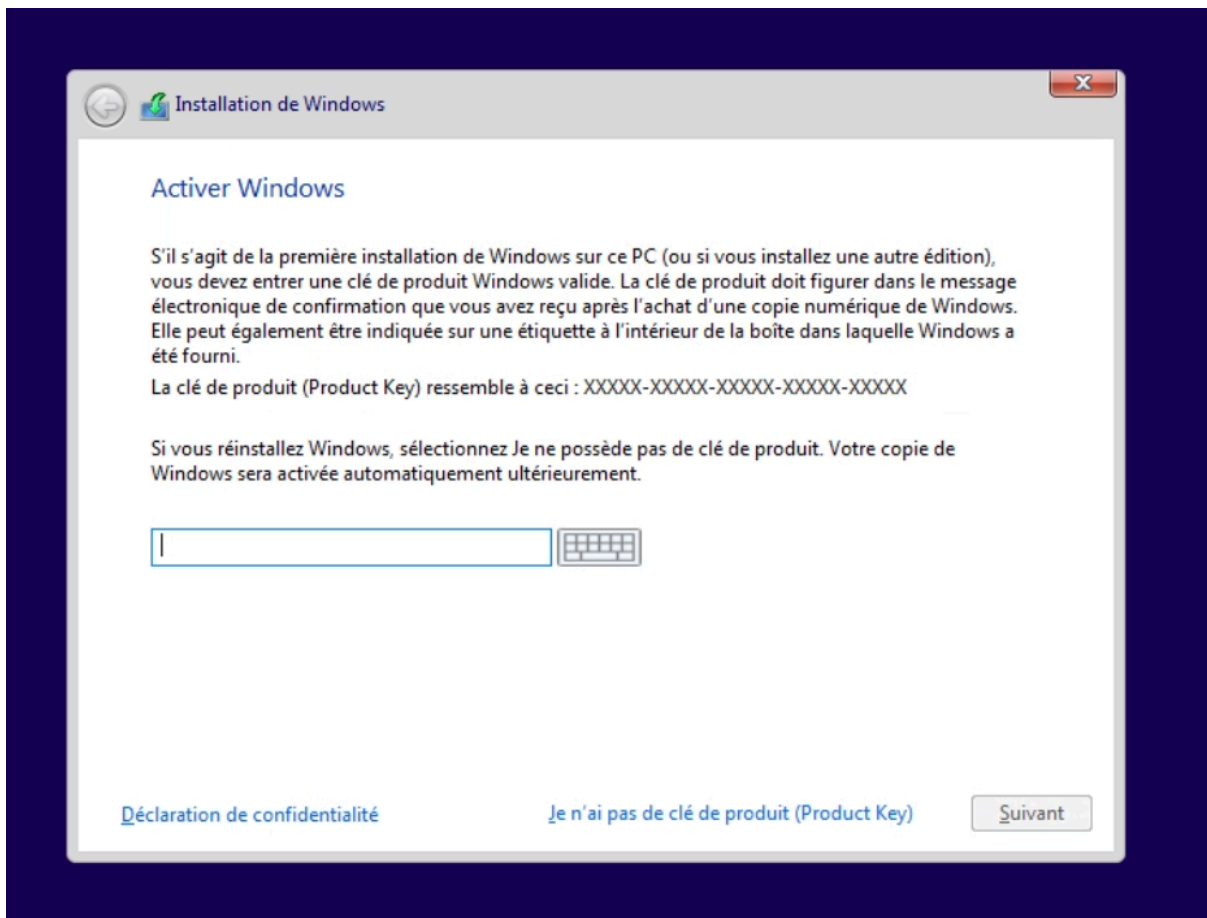 Installation de Windows
Activer Windows
S'il s'agit de la première installation de Windows sur ce PC (ou si vous installez une autre édition),
vous devez entrer une clé de produit Windows valide. La clé de produit doit figurer dans le message
électronique de confirmation que vous avez reçu après l'achat d'une copie numérique de Windows.
Elle peut également être indiquée sur une étiquette à l'intérieur de la boîte dans laquelle Windows a
été fourni.
La clé de produit (Product Key) ressemble à ceci : XXXXX-XXXXX-XXXXX-XXXXX-XXXXX
Si vous réinstallez Windows, sélectionnez Je ne possède pas de clé de produit. Votre copie de
Windows sera activée automatiquement ultérieurement.
Déclaration de confidentialité
Je n'ai pas de clé de produit (Product Key)
Suivant